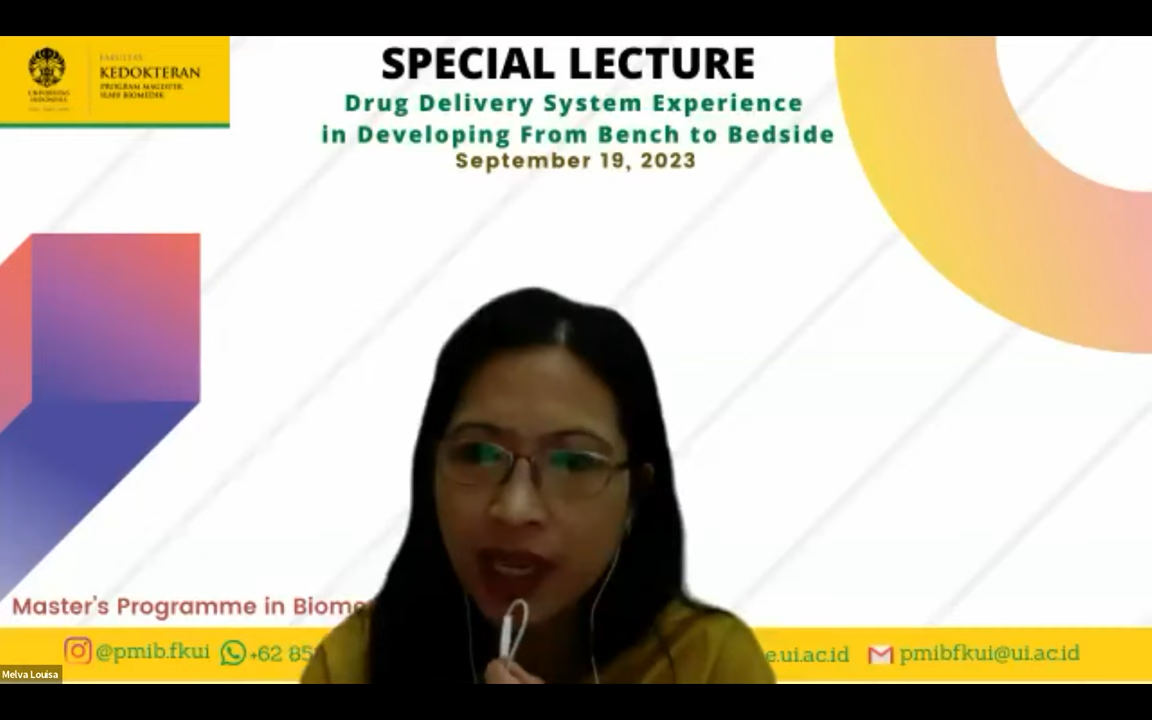 SPECIAL LECTURE
Drug Delivery System Experience
in Developing From Bench to Bedside
September 19, 2023
UNIVERSITAS
INDONESIA
FAKULTAS
KEDOKTERAN
PROGRAM MAGISTER
ILMU BIOMEDIK
Master's Programme in Biome
@pmib.fkui
+62 85
e.ui.ac.id
pmibfkui@ui.ac.id
Melva Louisa